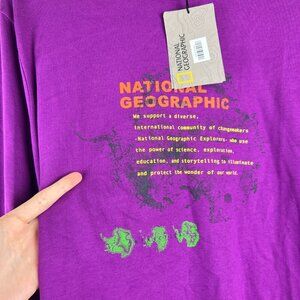 NATIONAL
GEOGRAPHIC
NATIONAL
GEOGRAPHIC
We support a diverse,
international community of changemakers
-National Geographic Explorers- who use
the power of science, exploration,
education, and storytelling to illuminate
and protect the wonder of our world.